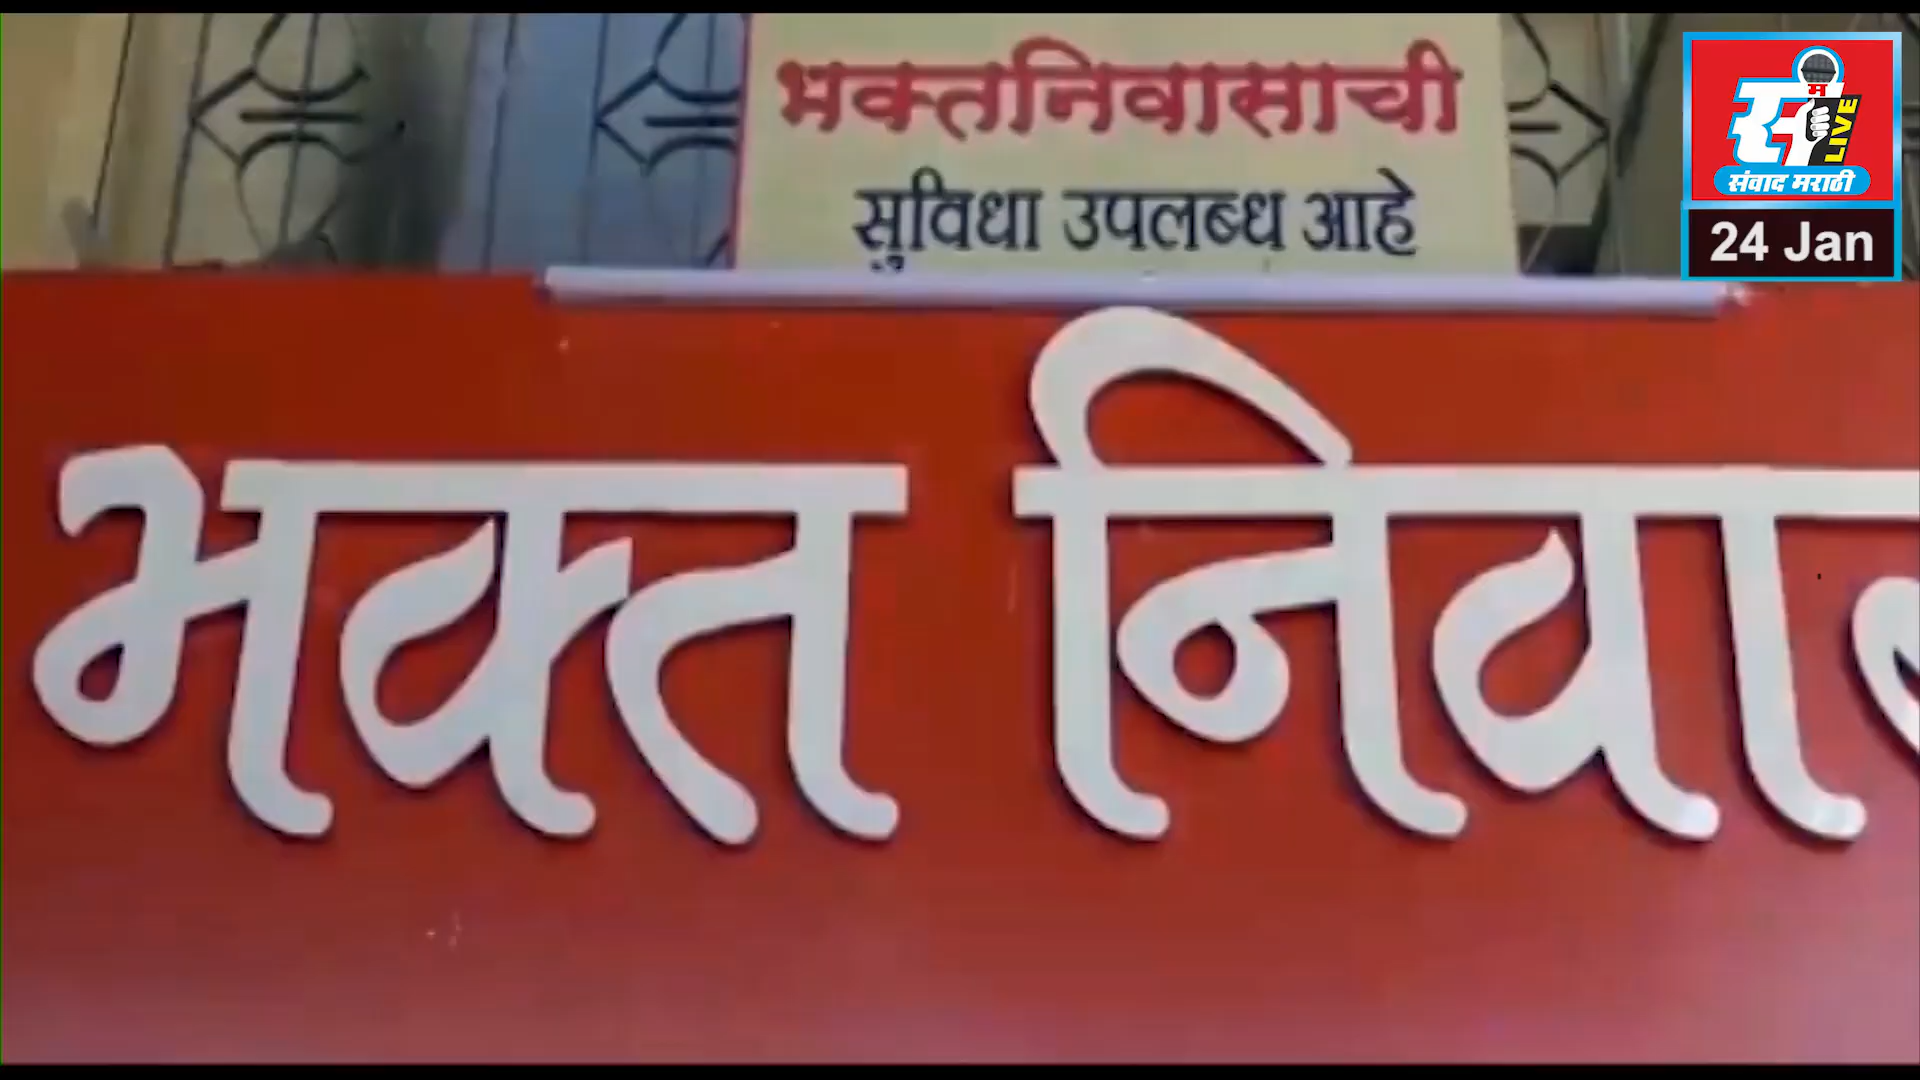 भक्तनिवासाची
सुविधा उपलब्ध आहे
स
म
LIVE
संवाद मराठी
24 Jan
भक्त निवा